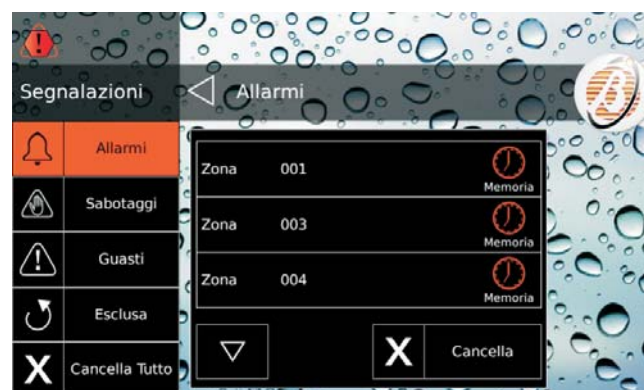 Segnalazioni
Allarmi
Allarmi
Sabotaggi
Guasti
Esclusa
X Cancella Tutto
Zona 001
Memoria
Zona 003
Memoria
Zona 004
Memoria
X Cancella